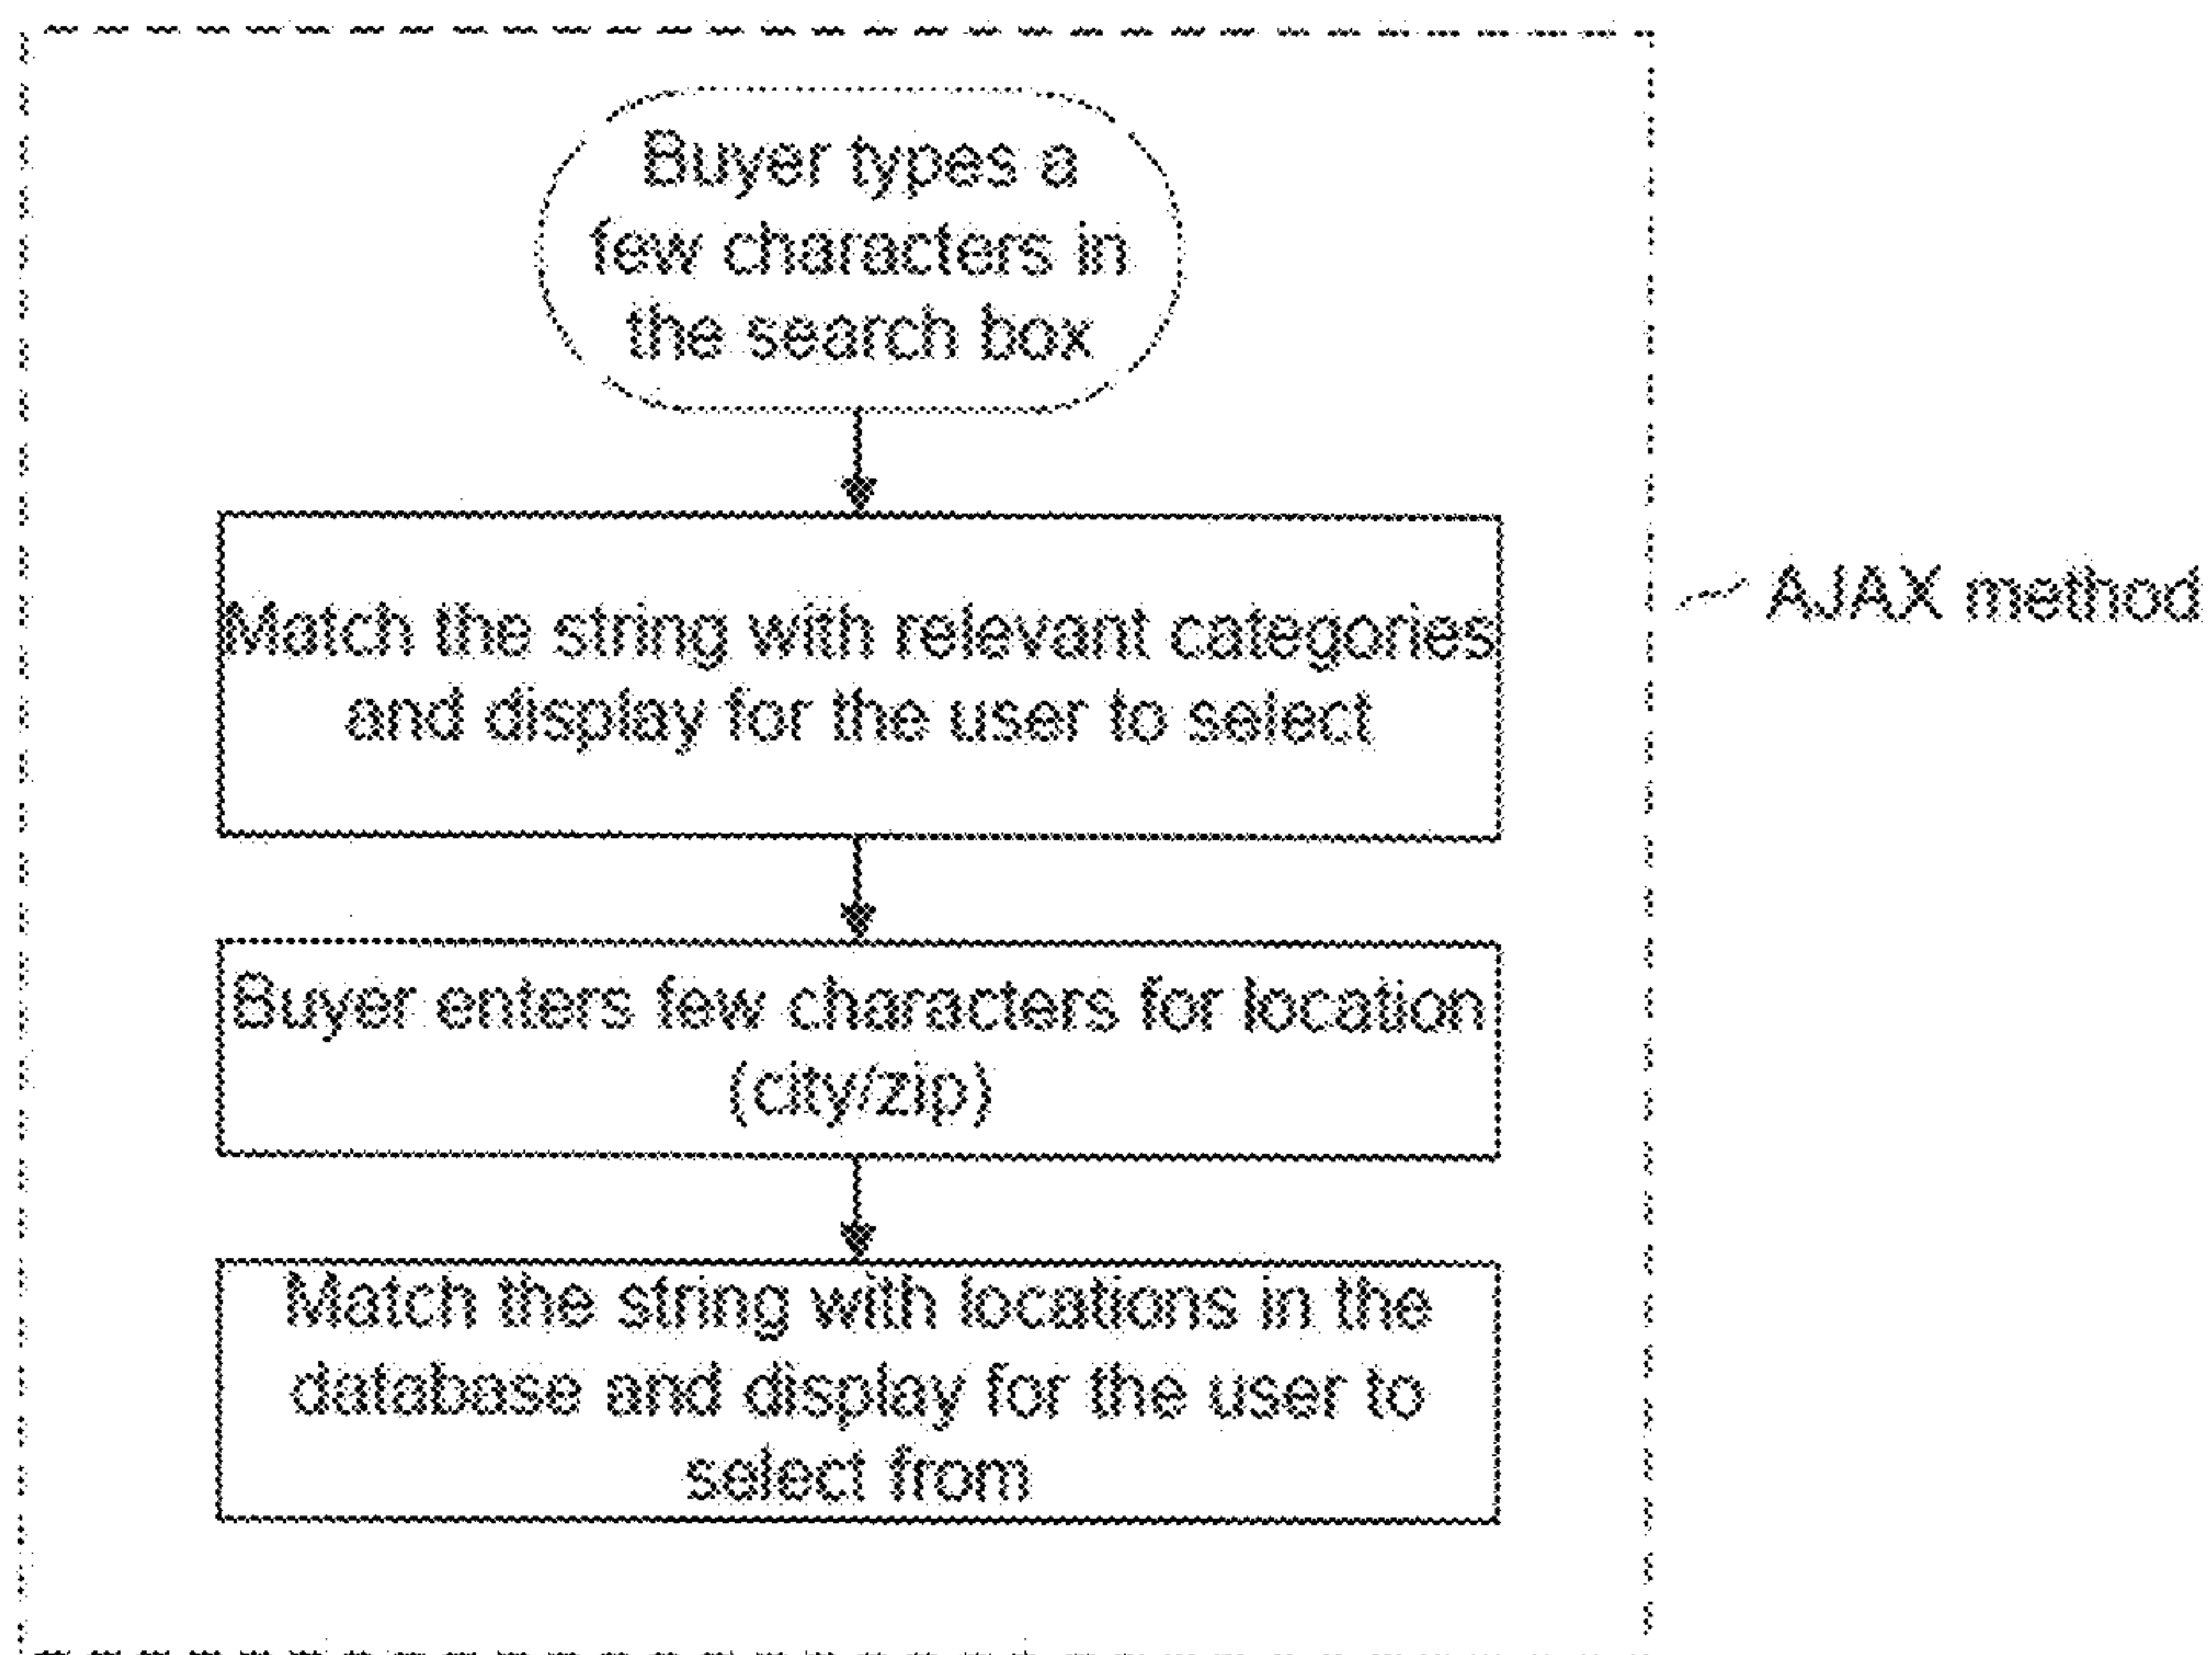 Buyer types a
few characters in
the search box
Match the string with relevant categories
and display for the user to select
AJAX method
Buyer enters few characters for location
(city/zip)
Match the string with locations in the
database and display for the user to
select from